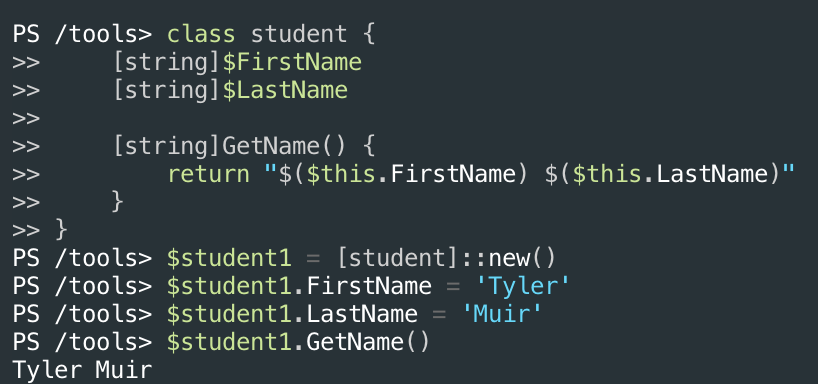 PS /tools> class student {
>>     [string]$FirstName
>>     [string]$LastName
>>
>>     [string]GetName() {
>>         return "$($this.FirstName) $($this.LastName)"
>>     }
>> }
PS /tools> $student1 = [student]::new()
PS /tools> $student1.FirstName = 'Tyler'
PS /tools> $student1.LastName = 'Muir'
PS /tools> $student1.GetName()
Tyler Muir